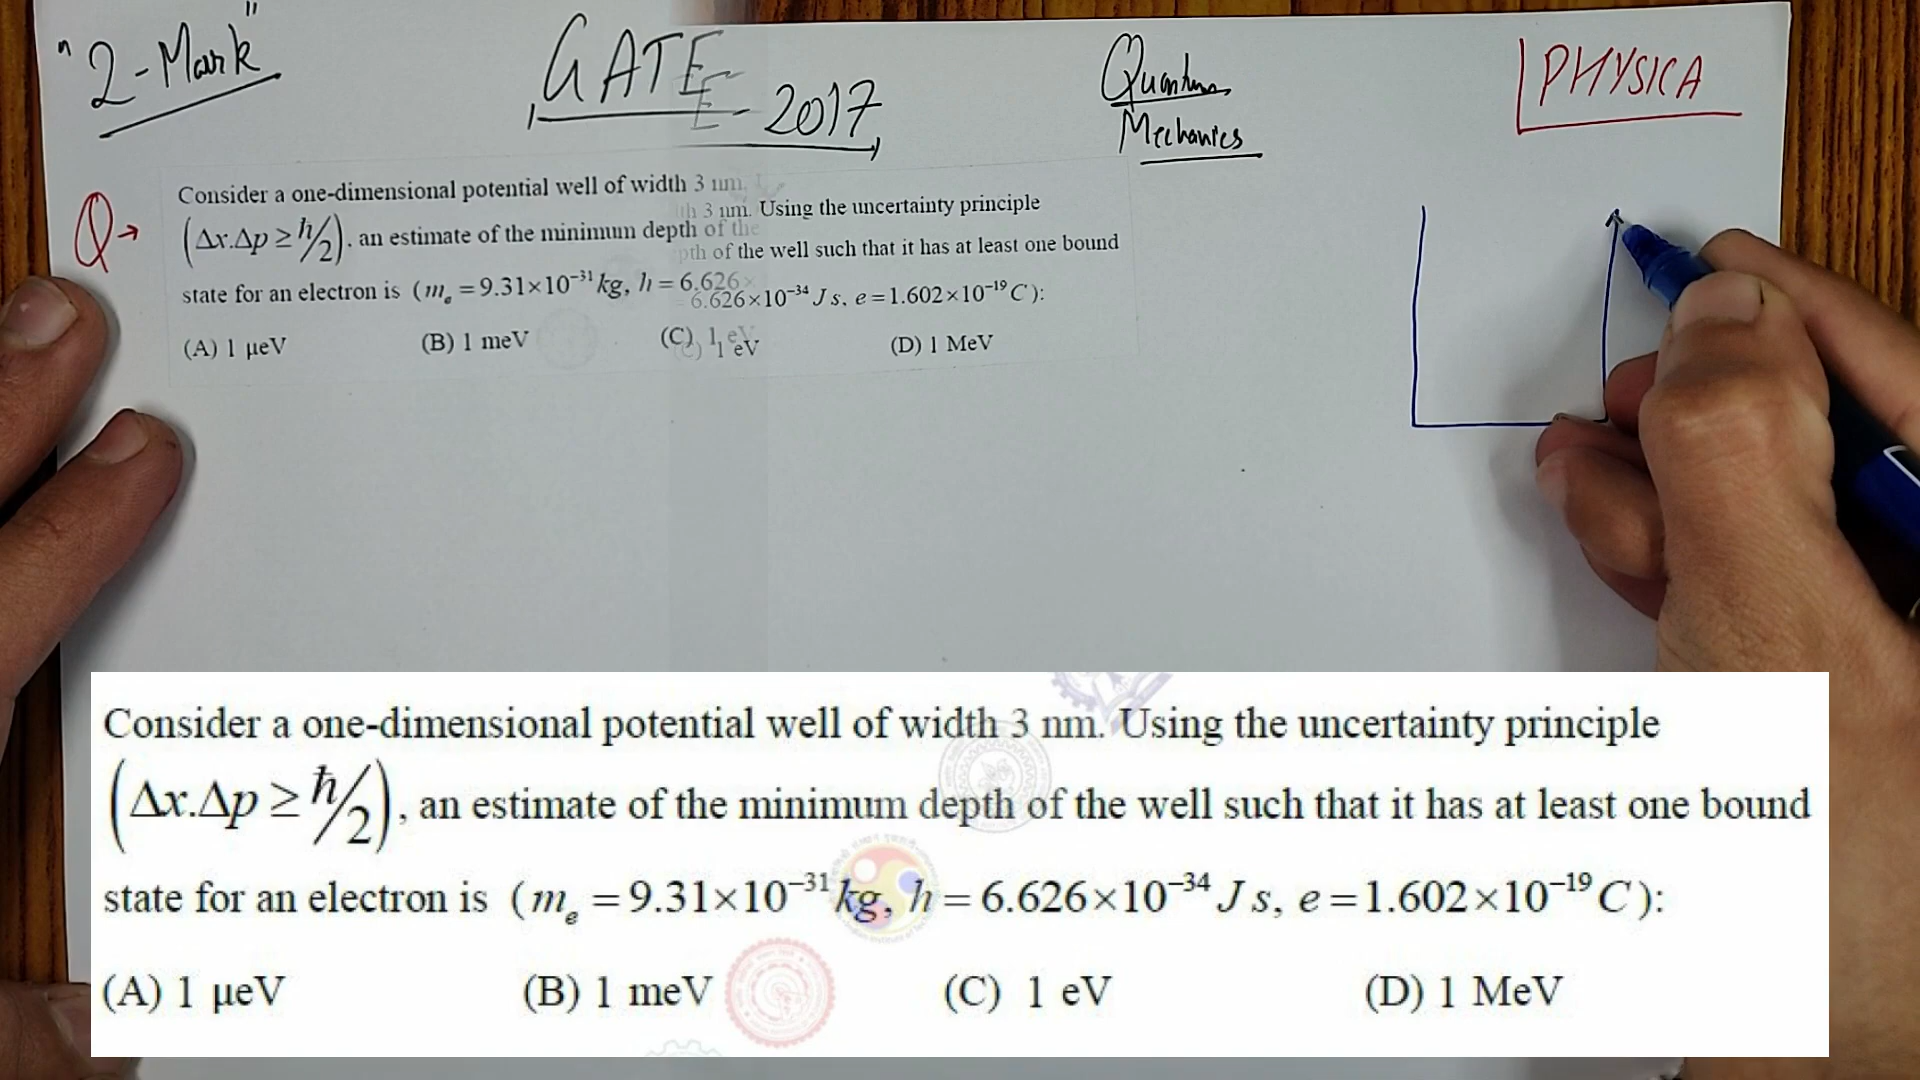 "2-Mark"
GATE-2017
Quantum
Mechanics
PHYSICA
Q→
Consider a one-dimensional potential well of width 3 nm. Using the uncertainty principle
(Δx.Δp ≥ ħ/2), an estimate of the minimum depth of the well such that it has at least one bound
state for an electron is (mₑ = 9.31×10⁻³¹ kg, h = 6.626×10⁻³⁴ J s, e = 1.602×10⁻¹⁹ C):
(A) 1 μeV (B) 1 meV (C) 1 eV (D) 1 MeV
Consider a one-dimensional potential well of width 3 nm. Using the uncertainty principle
(Δx.Δp ≥ ħ/2), an estimate of the minimum depth of the well such that it has at least one bound
state for an electron is (mₑ = 9.31×10⁻³¹ kg, h = 6.626×10⁻³⁴ J s, e = 1.602×10⁻¹⁹ C):
(A) 1 μeV (B) 1 meV (C) 1 eV (D) 1 MeV